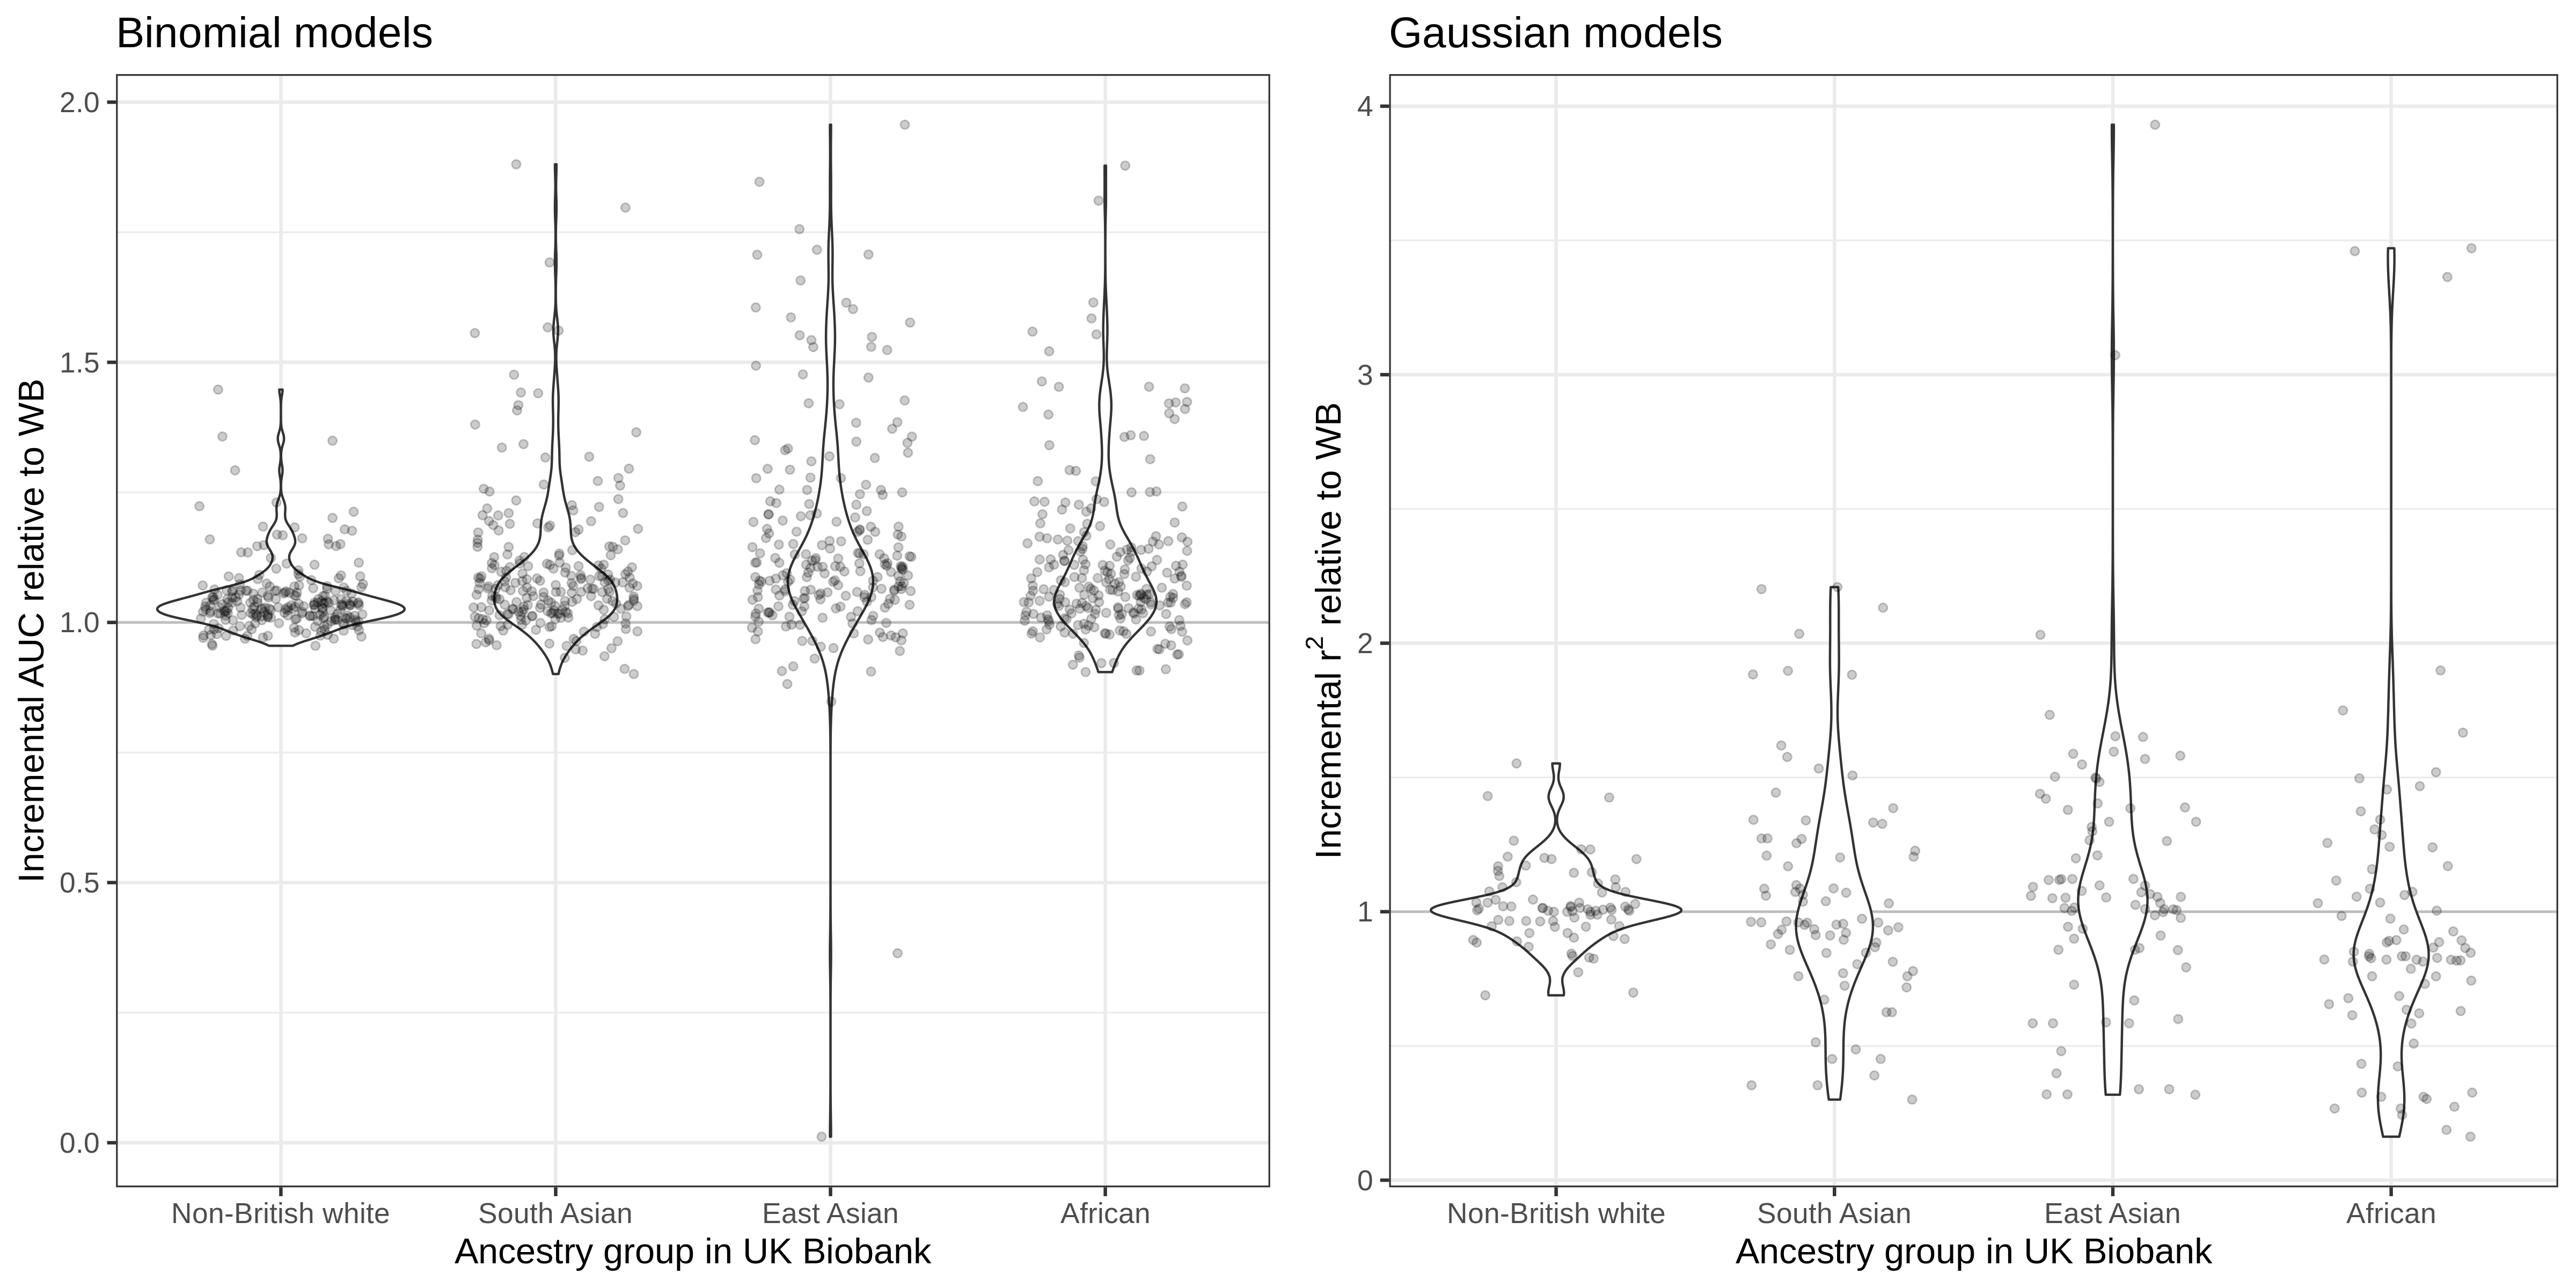 Binomial models
Incremental AUC relative to WB
2.0
1.5
1.0
0.5
0.0
Non-British white South Asian East Asian African
Ancestry group in UK Biobank
Gaussian models
Incremental r² relative to WB
4
3
2
1
0
Non-British white South Asian East Asian African
Ancestry group in UK Biobank